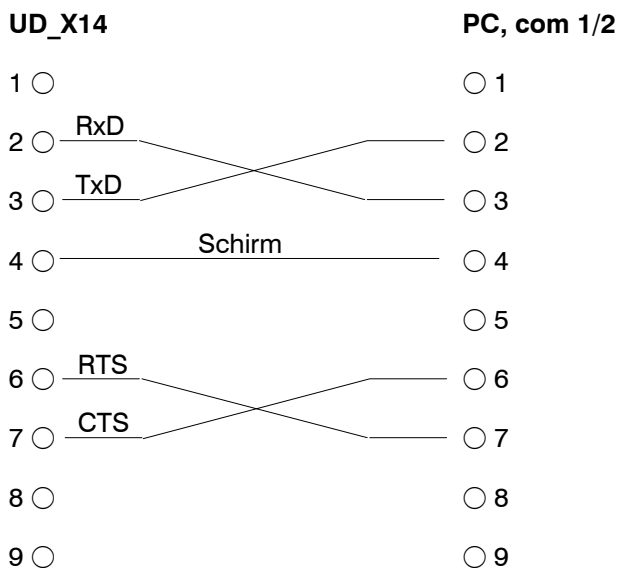 UD_X14 PC, com 1/2
1 1
2 RxD 2
3 TxD 3
4 Schirm 4
5 5
6 RTS 6
7 CTS 7
8 8
9 9